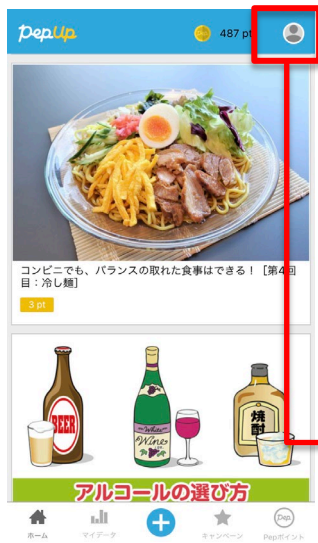 PepUp
487 pt
コンビニでも、バランスの取れた食事はできる！［第4回
目：冷し麺］
3 pt
BEER
White
Wine
焼酎
アルコールの選び方
ホーム
マイデータ
キャンペーン
Pep
Pepポイント